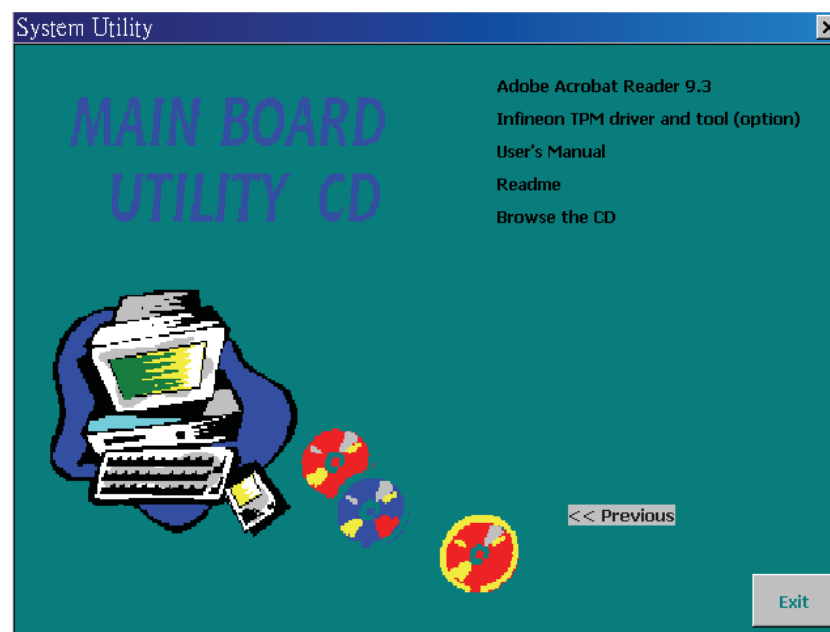 System Utility
MAIN BOARD
UTILITY CD
Adobe Acrobat Reader 9.3
Infineon TPM driver and tool (option)
User's Manual
Readme
Browse the CD
<< Previous
Exit